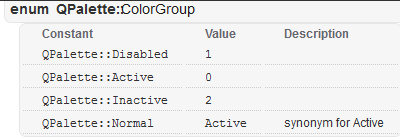 enum QPalette::ColorGroup
Constant Value Description
QPalette::Disabled 1
QPalette::Active 0
QPalette::Inactive 2
QPalette::Normal Active synonym for Active